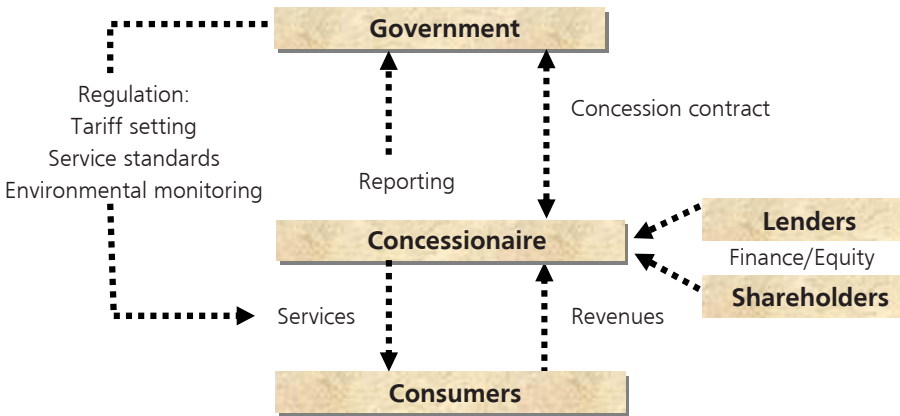 Government
Regulation:
Tariff setting
Service standards
Environmental monitoring
Concession contract
Reporting
Concessionaire
Lenders
Finance/Equity
Shareholders
Services
Revenues
Consumers